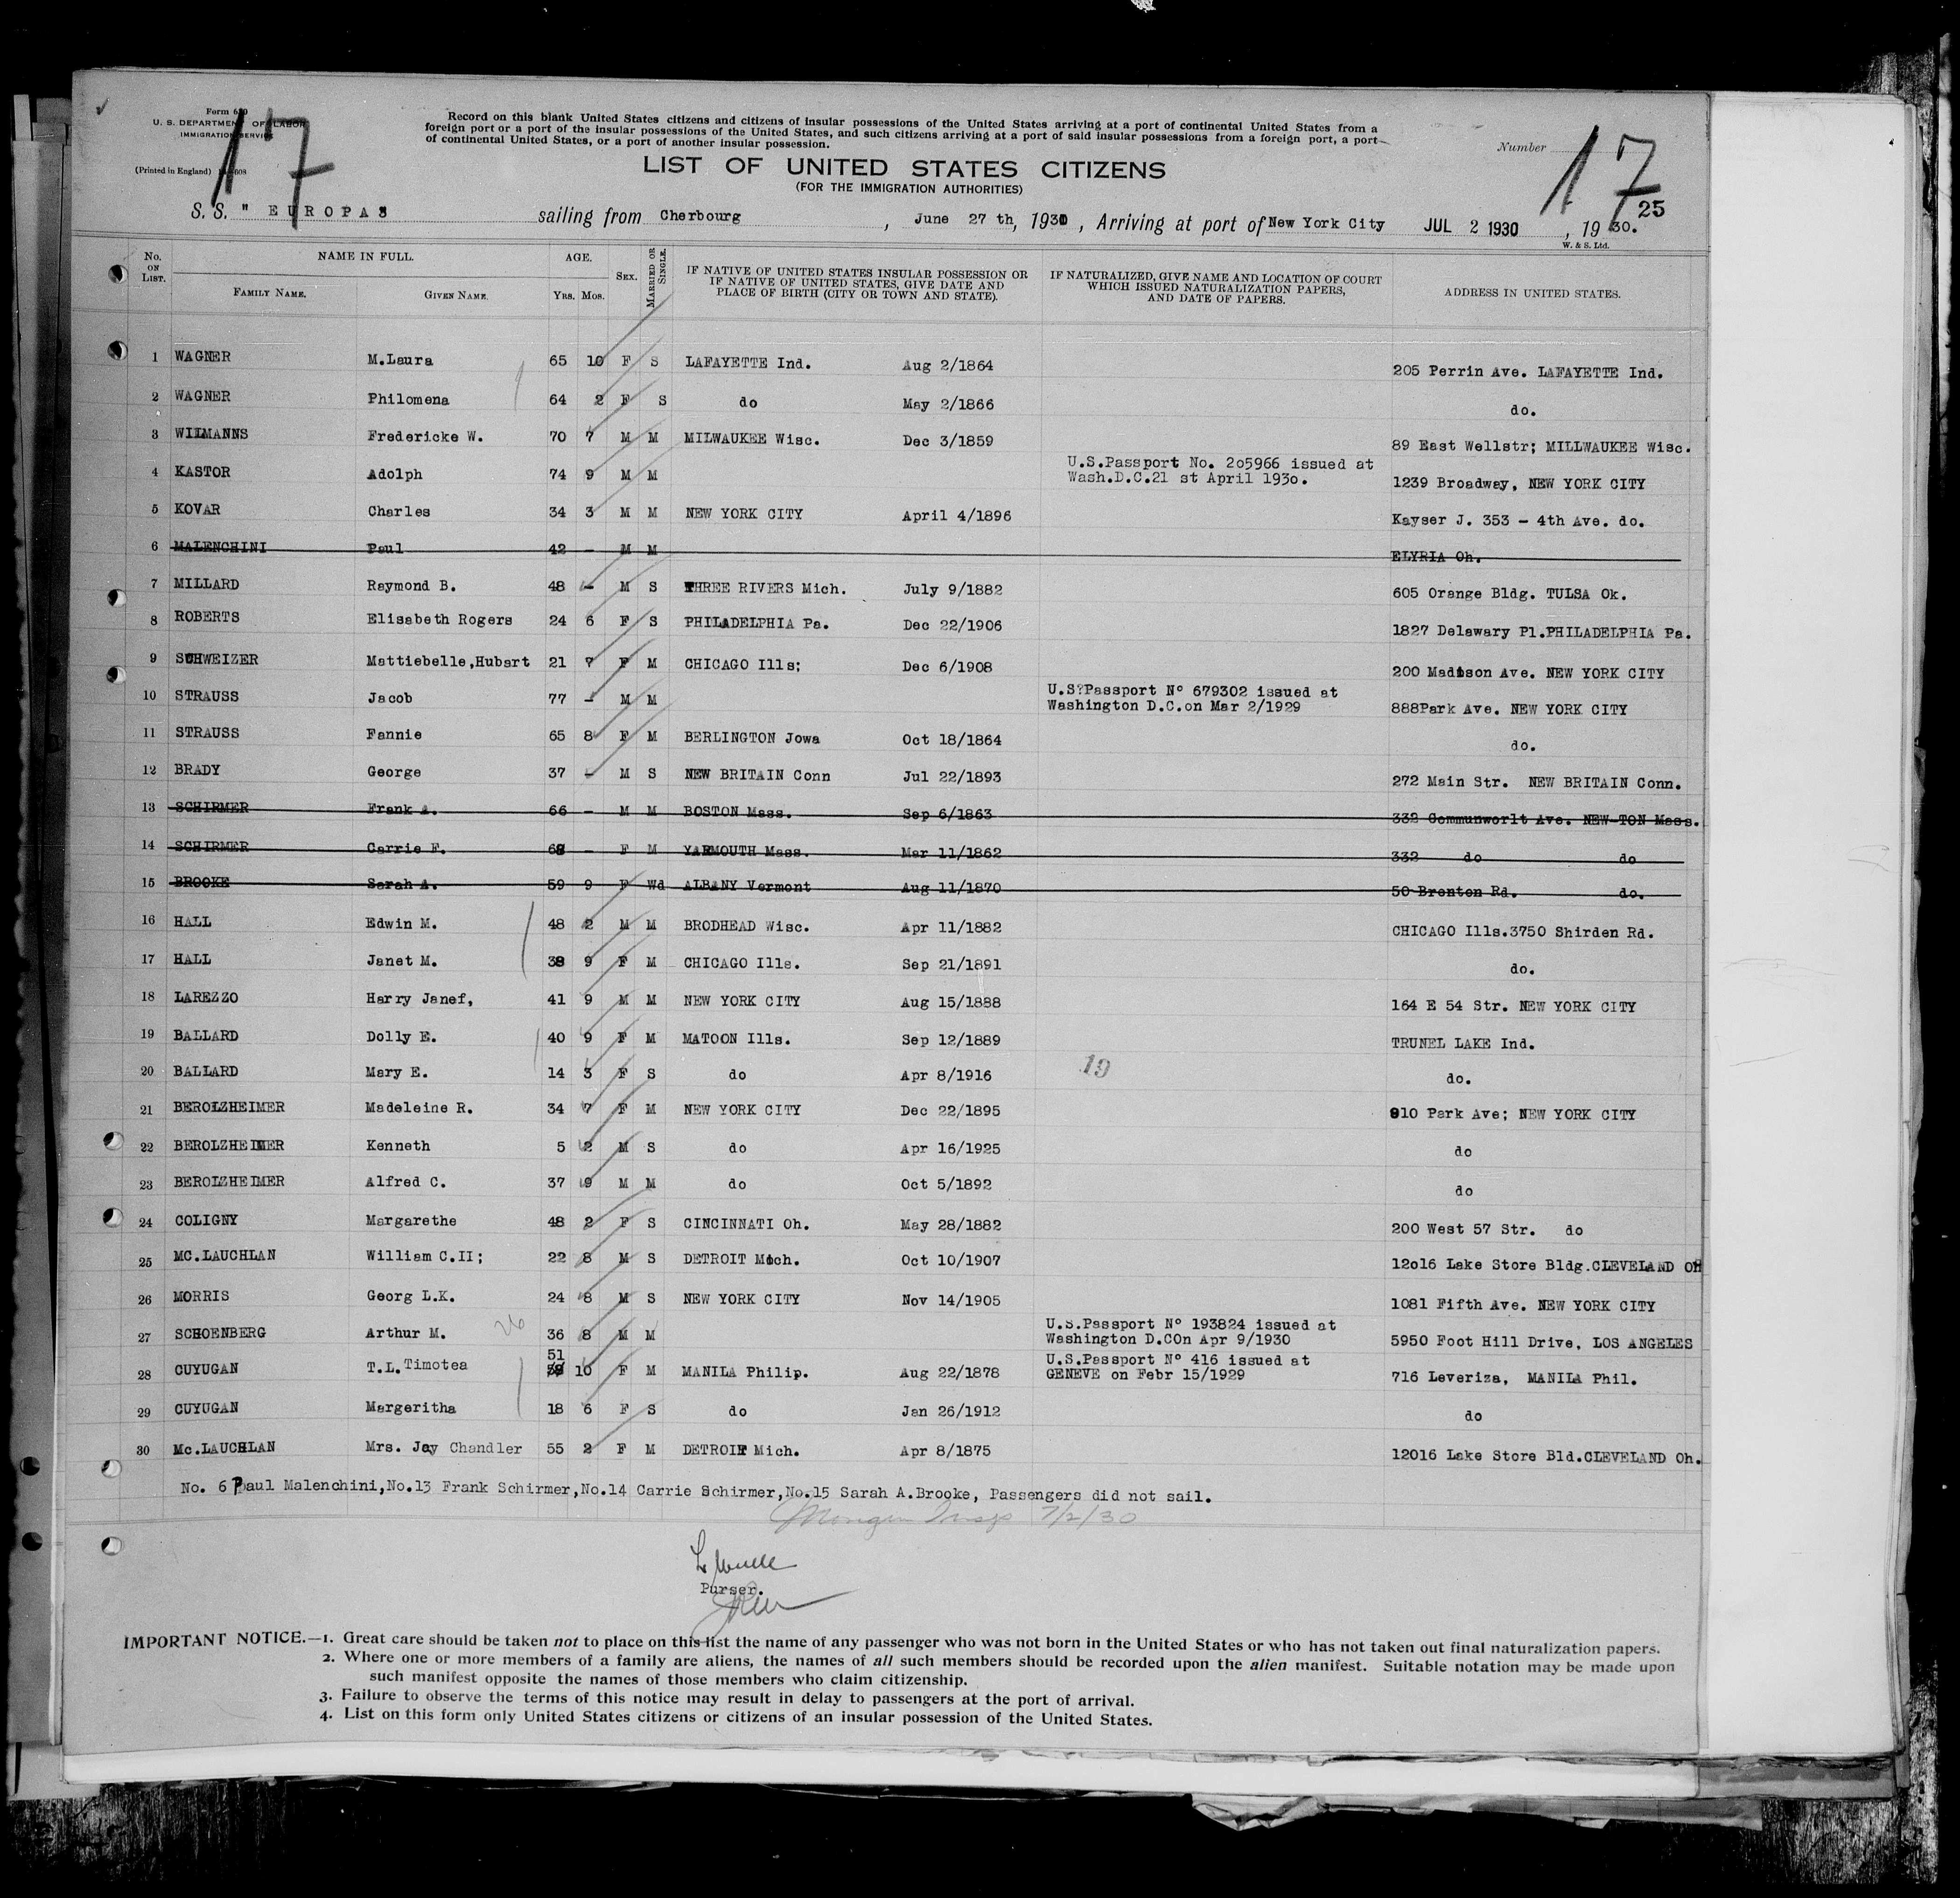 Form 630
U. S. DEPARTMENT OF LABOR
IMMIGRATION SERVICE
(Printed in England)
17
Record on this blank United States citizens and citizens of insular possessions of the United States arriving at a port of continental United States from a
foreign port or a port of the insular possessions of the United States, and such citizens arriving at a port of said insular possessions from a foreign port, a port
of continental United States, or a port of another insular possession.
Number 17
LIST OF UNITED STATES CITIZENS
(FOR THE IMMIGRATION AUTHORITIES)
25
S.S. " EUROPA" sailing from Cherbourg , June 27 th, 1930 , Arriving at port of New York City JUL 2 1930 , 19 30.
W. & S. Ltd.
No. ON LIST. NAME IN FULL. FAMILY NAME. GIVEN NAME. AGE. Yrs. Mos. SEX. MARRIED OR SINGLE. IF NATIVE OF UNITED STATES INSULAR POSSESSION OR IF NATIVE OF UNITED STATES, GIVE DATE AND PLACE OF BIRTH (CITY OR TOWN AND STATE). IF NATURALIZED, GIVE NAME AND LOCATION OF COURT WHICH ISSUED NATURALIZATION PAPERS, AND DATE OF PAPERS. ADDRESS IN UNITED STATES.
1 WAGNER M.Laura 65 10 F S LAFAYETTE Ind. Aug 2/1864 205 Perrin Ave. LAFAYETTE Ind.
2 WAGNER Philomena 64 2 F S do May 2/1866 do.
3 WILMANNS Fredericke W. 70 7 M M MILWAUKEE Wisc. Dec 3/1859 89 East Wellstr; MILLWAUKEE Wisc.
4 KASTOR Adolph 74 9 M M U.S.Passport No. 205966 issued at Wash.D.C.21 st April 1930. 1239 Broadway, NEW YORK CITY
5 KOVAR Charles 34 3 M M NEW YORK CITY April 4/1896 Kayser J. 353 - 4th Ave. do.
6 MALENCHINI Paul 42 - M M ELYRIA Oh.
7 MILLARD Raymond B. 48 - M S THREE RIVERS Mich. July 9/1882 605 Orange Bldg. TULSA Ok.
8 ROBERTS Elisabeth Rogers 24 6 F S PHILADELPHIA Pa. Dec 22/1906 1827 Delawary Pl.PHILADELPHIA Pa.
9 SCHWEIZER Mattiebelle,Hubart 21 7 F M CHICAGO Ills; Dec 6/1908 200 Madison Ave. NEW YORK CITY
10 STRAUSS Jacob 77 - M M U.S?Passport N° 679302 issued at Washington D.C.on Mar 2/1929 888Park Ave. NEW YORK CITY
11 STRAUSS Fannie 65 8 F M BERLINGTON Jowa Oct 18/1864 do.
12 BRADY George 37 - M S NEW BRITAIN Conn Jul 22/1893 272 Main Str. NEW BRITAIN Conn.
13 SCHIRMER Frank A. 66 - M M BOSTON Mass. Sep 6/1863 332 Communworlt Ave. NEW-TON Mass.
14 SCHIRMER Carrie F. 68 - F M YARMOUTH Mass. Mar 11/1862 332 do do
15 BROOKE Sarah A. 59 9 F Wd ALBANY Vermont Aug 11/1870 50 Brenton Rd. do.
16 HALL Edwin M. 48 2 M M BRODHEAD Wisc. Apr 11/1882 CHICAGO Ills.3750 Shirden Rd.
17 HALL Janet M. 38 9 F M CHICAGO Ills. Sep 21/1891 do.
18 LAREZZO Harry Janef, 41 9 M M NEW YORK CITY Aug 15/1888 164 E 54 Str. NEW YORK CITY
19 BALLARD Dolly E. 40 9 F M MATOON Ills. Sep 12/1889 TRUNEL LAKE Ind.
20 BALLARD Mary E. 14 3 F S do Apr 8/1916 19 do.
21 BEROLZHEIMER Madeleine R. 34 7 F M NEW YORK CITY Dec 22/1895 910 Park Ave; NEW YORK CITY
22 BEROLZHEIMER Kenneth 5 2 M S do Apr 16/1925 do
23 BEROLZHEIMER Alfred C. 37 9 M M do Oct 5/1892 do
24 COLIGNY Margarethe 48 2 F S CINCINNATI Oh. May 28/1882 200 West 57 Str. do
25 MC.LAUCHLAN William C.II; 22 8 M S DETROIT Mich. Oct 10/1907 12016 Lake Store Bldg.CLEVELAND OH
26 MORRIS Georg L.K. 24 8 M S NEW YORK CITY Nov 14/1905 1081 Fifth Ave. NEW YORK CITY
27 SCHOENBERG Arthur M. 26 36 8 M M U.S.Passport N° 193824 issued at Washington D.COn Apr 9/1930 5950 Foot Hill Drive, LOS ANGELES
28 CUYUGAN T.L.Timotea 51 10 F M MANILA Philip. Aug 22/1878 U.S.Passport N° 416 issued at GENEVE on Febr 15/1929 716 Leveriza, MANILA Phil.
29 CUYUGAN Margeritha 18 6 F S do Jan 26/1912 do
30 Mc.LAUCHLAN Mrs. Jay Chandler 55 2 F M DETROIT Mich. Apr 8/1875 12016 Lake Store Bld.CLEVELAND Oh.
No. 6 Paul Malenchini,No.13 Frank Schirmer,No.14 Carrie Schirmer,No.15 Sarah A.Brooke, Passengers did not sail.
7/2/30
Purser.
IMPORTANT NOTICE.—1. Great care should be taken not to place on this list the name of any passenger who was not born in the United States or who has not taken out final naturalization papers.
2. Where one or more members of a family are aliens, the names of all such members should be recorded upon the alien manifest. Suitable notation may be made upon
such manifest opposite the names of those members who claim citizenship.
3. Failure to observe the terms of this notice may result in delay to passengers at the port of arrival.
4. List on this form only United States citizens or citizens of an insular possession of the United States.